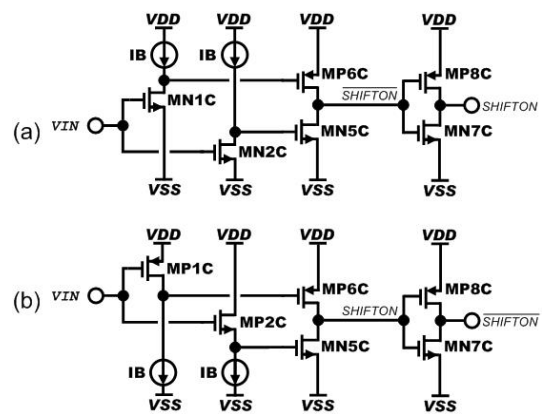 VDD VDD VDD VDD
IB IB MP6C MP8C
SHIFTON SHIFTON
MN1C
(a) VIN MN5C MN7C
MN2C
VSS VSS VSS VSS
VDD VDD VDD VDD
MP1C
MP6C MP8C
(b) VIN SHIFTON SHIFTON
MP2C MN5C MN7C
IB IB
VSS VSS VSS VSS